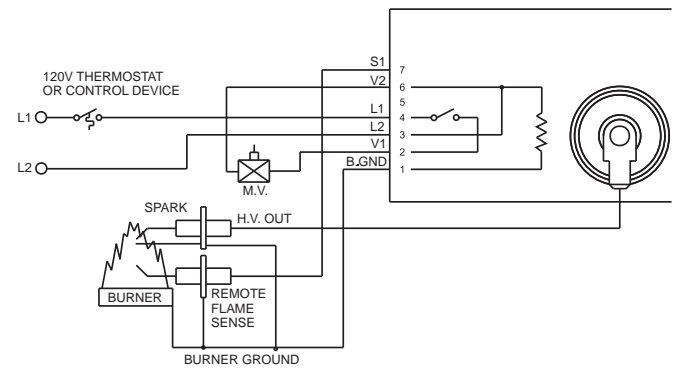 120V THERMOSTAT
OR CONTROL DEVICE
L1
L2
S1 7
V2 6
5
L1 4
L2 3
V1 2
B.GND 1
M.V.
SPARK
H.V. OUT
BURNER
REMOTE
FLAME
SENSE
BURNER GROUND